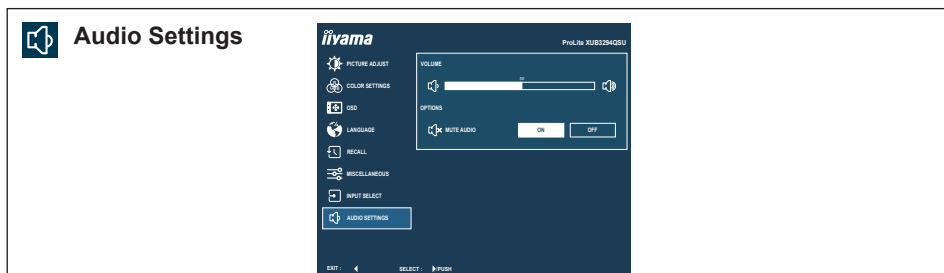 Audio Settings
iiyama
ProLite XUB3294QSU
PICTURE ADJUST
COLOR SETTINGS
OSD
LANGUAGE
RECALL
MISCELLANEOUS
INPUT SELECT
AUDIO SETTINGS
VOLUME
50
OPTIONS
MUTE AUDIO ON OFF
EXIT : SELECT : /PUSH